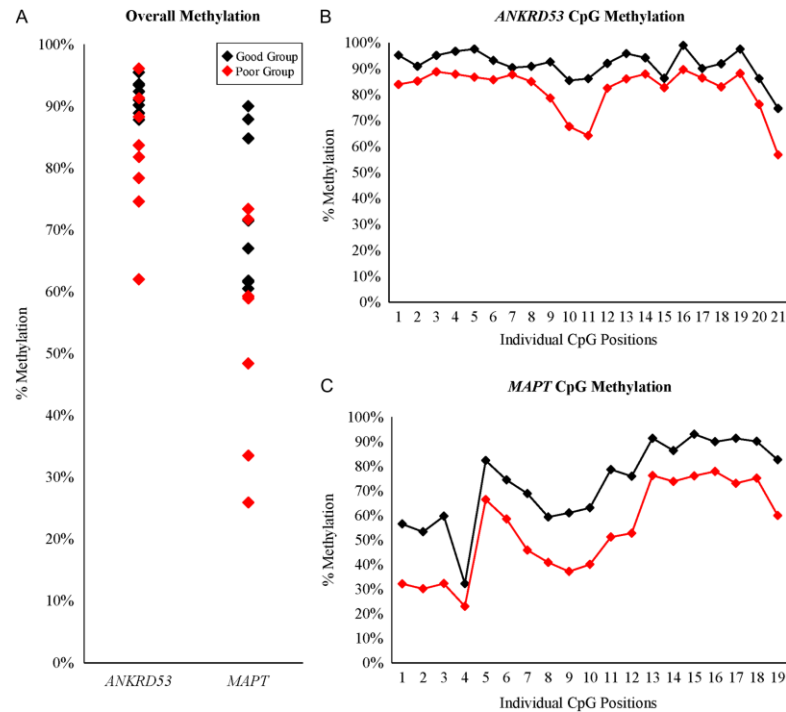 A
Overall Methylation
100%
90%
80%
70%
60%
50%
40%
30%
20%
10%
0%
% Methylation
Good Group
Poor Group
ANKRD53 MAPT
B
ANKRD53 CpG Methylation
100%
90%
80%
70%
60%
50%
40%
30%
20%
10%
0%
% Methylation
1 2 3 4 5 6 7 8 9 10 11 12 13 14 15 16 17 18 19 20 21
Individual CpG Positions
C
MAPT CpG Methylation
100%
90%
80%
70%
60%
50%
40%
30%
20%
10%
0%
% Methylation
1 2 3 4 5 6 7 8 9 10 11 12 13 14 15 16 17 18 19
Individual CpG Positions